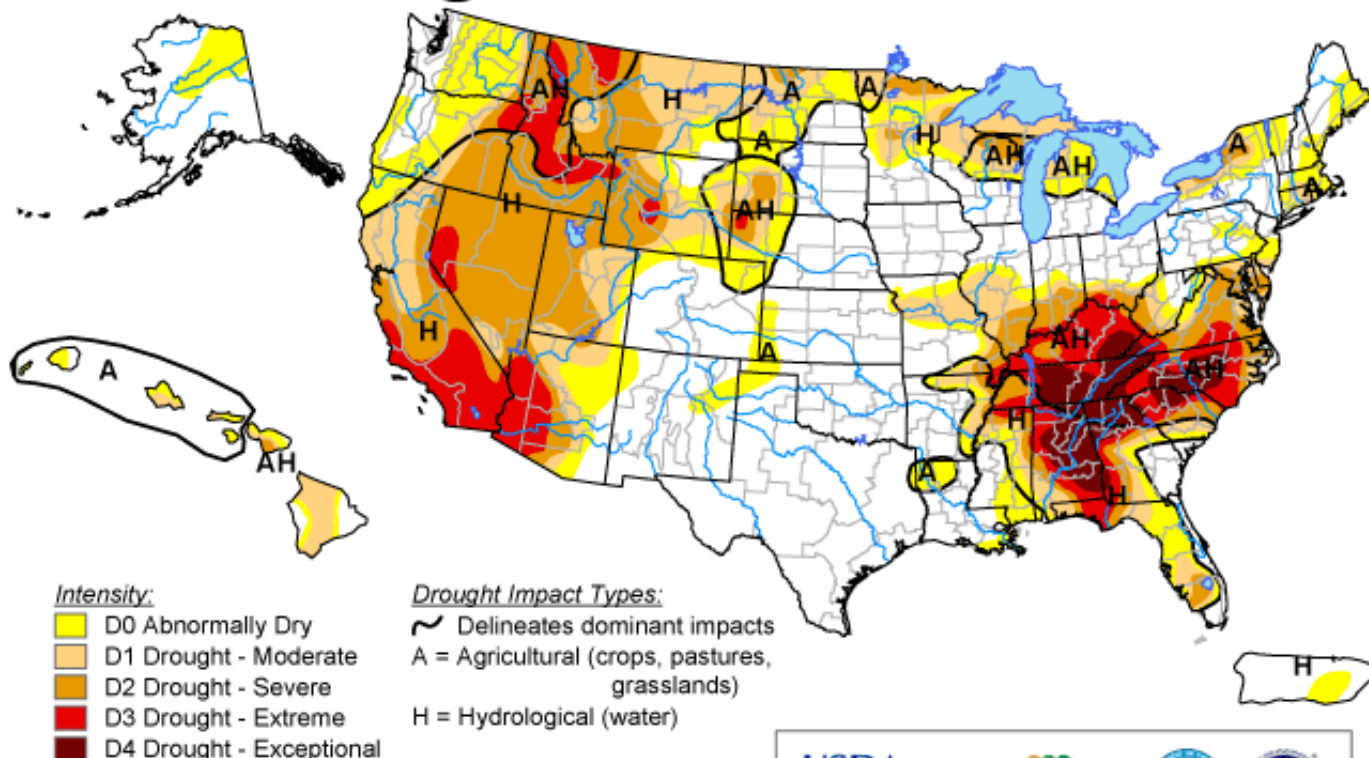 AH
H
A
A
A
H
AH
AH
A
A
H
AH
H
A
AH
AH
H
A
H
A
AH
H
Intensity:
D0 Abnormally Dry
D1 Drought - Moderate
D2 Drought - Severe
D3 Drought - Extreme
D4 Drought - Exceptional
Drought Impact Types:
Delineates dominant impacts
A = Agricultural (crops, pastures,
grasslands)
H = Hydrological (water)
H
USDA